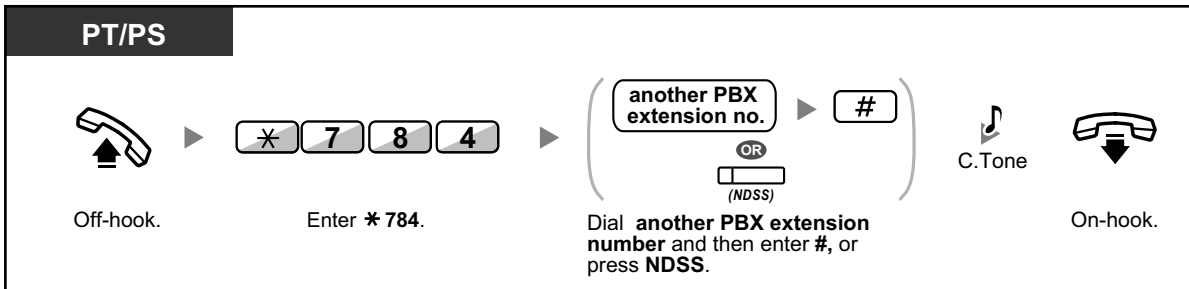 PT/PS
another PBX
extension no.
#
OR
(NDSS)
✳ 7 8 4
C.Tone
Off-hook.
Enter ✳ 784.
Dial another PBX extension
number and then enter #, or
press NDSS.
On-hook.